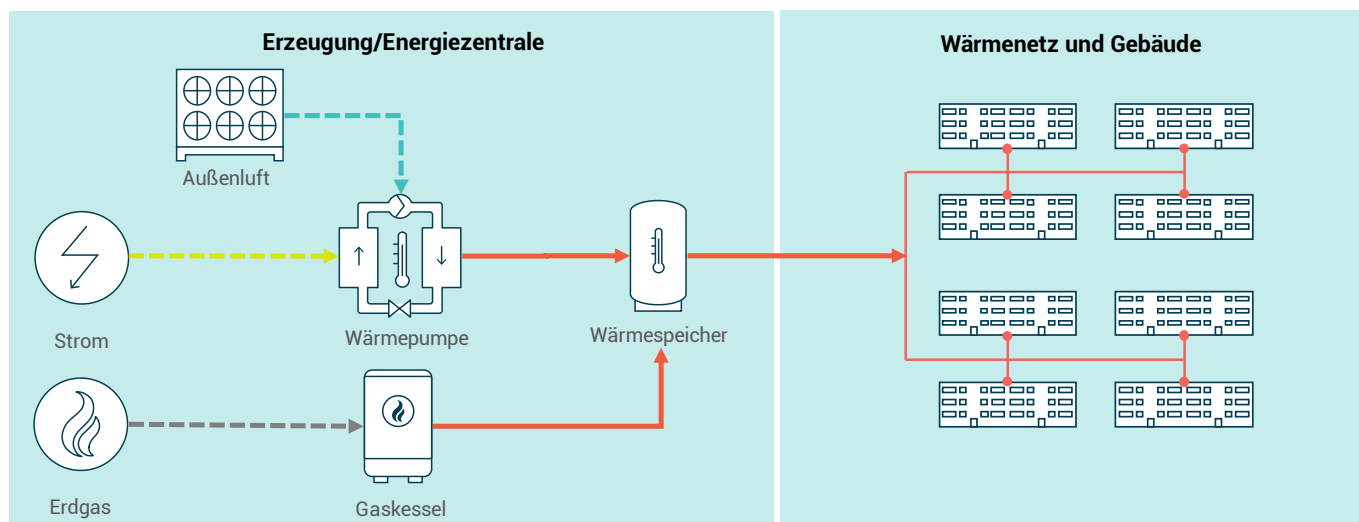 Erzeugung/Energiezentrale
Wärmenetz und Gebäude
Außenluft
Strom
Wärmepumpe
Wärmespeicher
Erdgas
Gaskessel